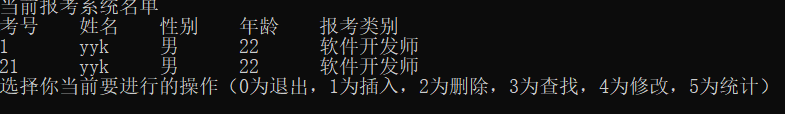 当前报考系统名单
考号 姓名 性别 年龄 报考类别
1 yyk 男 22 软件开发师
21 yyk 男 22 软件开发师
选择你当前要进行的操作（0为退出，1为插入，2为删除，3为查找，4为修改，5为统计）